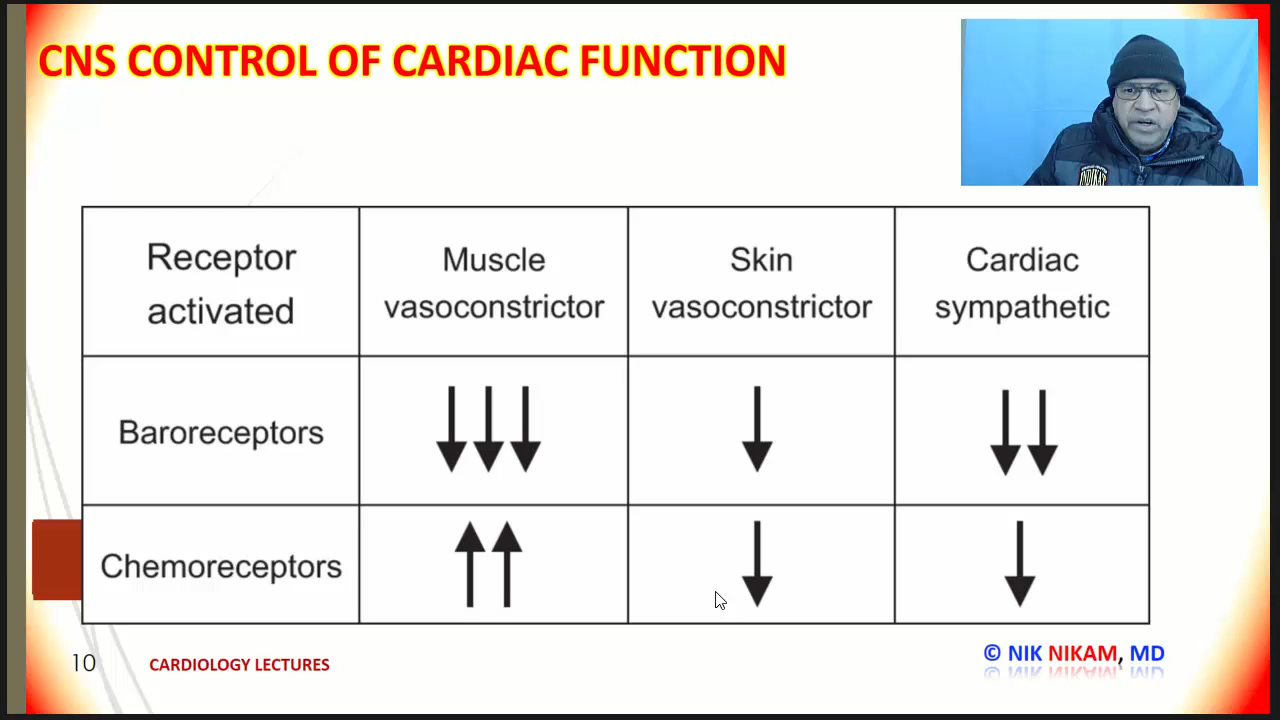 CNS CONTROL OF CARDIAC FUNCTION
Receptor activated
Muscle vasoconstrictor
Skin vasoconstrictor
Cardiac sympathetic
Baroreceptors
Chemoreceptors
10
CARDIOLOGY LECTURES
© NIK NIKAM, MD